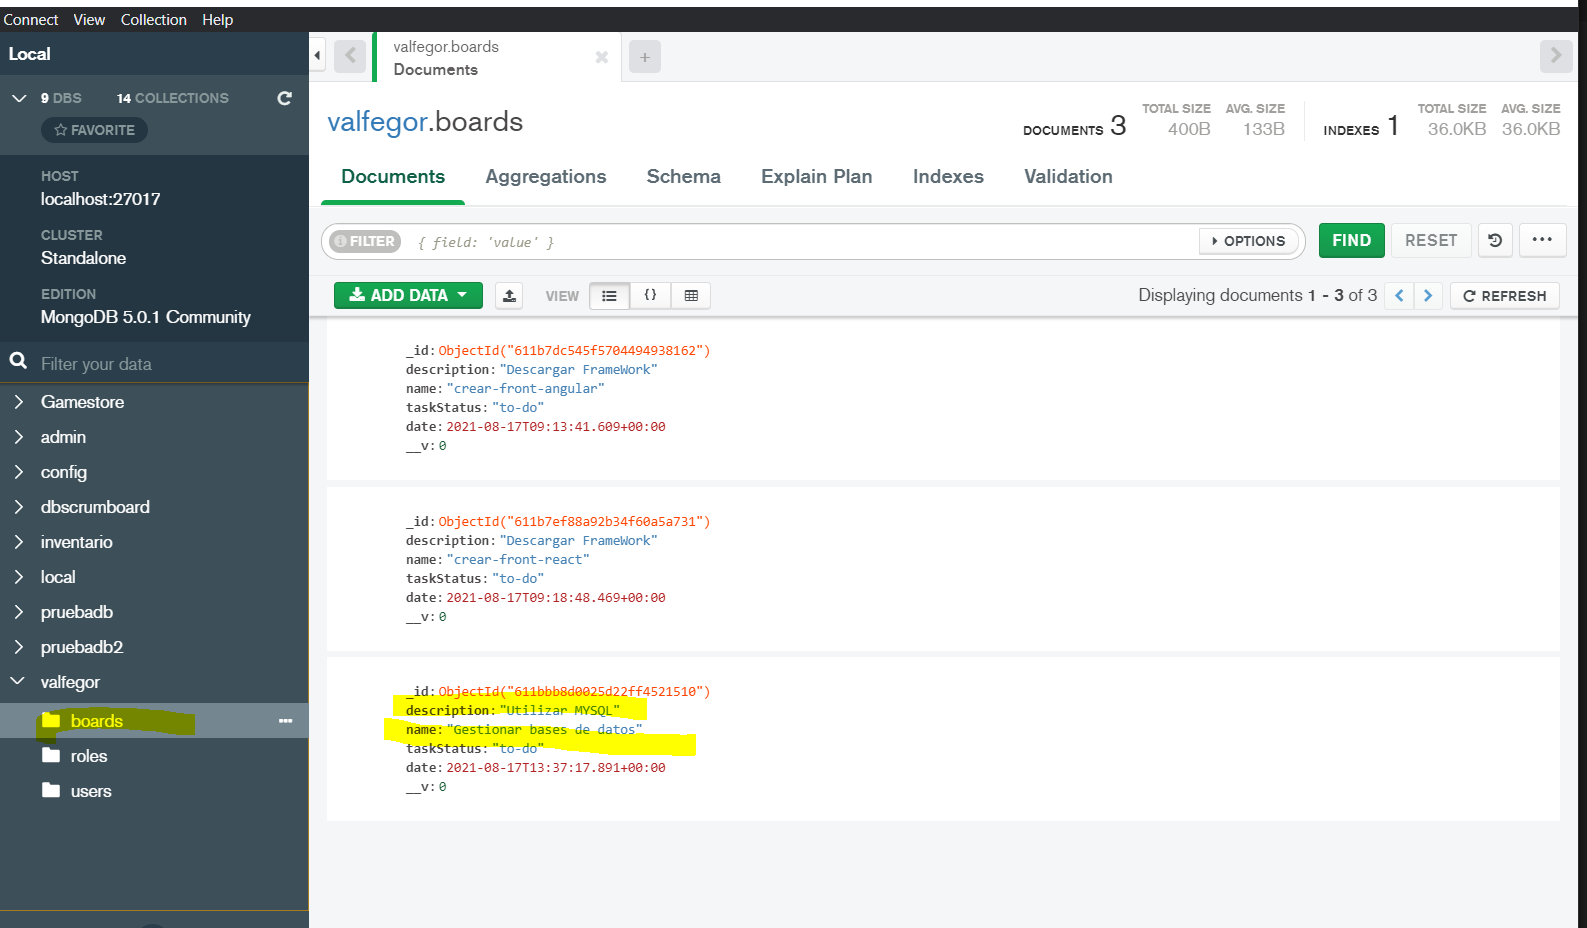 Connect View Collection Help
Local
9 DBS 14 COLLECTIONS
FAVORITE
HOST
localhost:27017
CLUSTER
Standalone
EDITION
MongoDB 5.0.1 Community
Filter your data
Gamestore
admin
config
dbscrumboard
inventario
local
pruebadb
pruebadb2
valfegor
boards
roles
users
valfegor.boards
Documents
valfegor.boards
DOCUMENTS 3
TOTAL SIZE AVG. SIZE
400B 133B
INDEXES 1
TOTAL SIZE AVG. SIZE
36.0KB 36.0KB
Documents Aggregations Schema Explain Plan Indexes Validation
FILTER { field: 'value' } OPTIONS FIND RESET
ADD DATA VIEW {} Displaying documents 1 - 3 of 3 REFRESH
_id:ObjectId("611b7dc545f5704494938162")
description:"Descargar FrameWork"
name:"crear-front-angular"
taskStatus:"to-do"
date:2021-08-17T09:13:41.609+00:00
__v:0
_id:ObjectId("611b7ef88a92b34f60a5a731")
description:"Descargar FrameWork"
name:"crear-front-react"
taskStatus:"to-do"
date:2021-08-17T09:18:48.469+00:00
__v:0
_id:ObjectId("611bbb8d0025d22ff4521510")
description:"Utilizar MYSQL"
name:"Gestionar bases de datos"
taskStatus:"to-do"
date:2021-08-17T13:37:17.891+00:00
__v:0